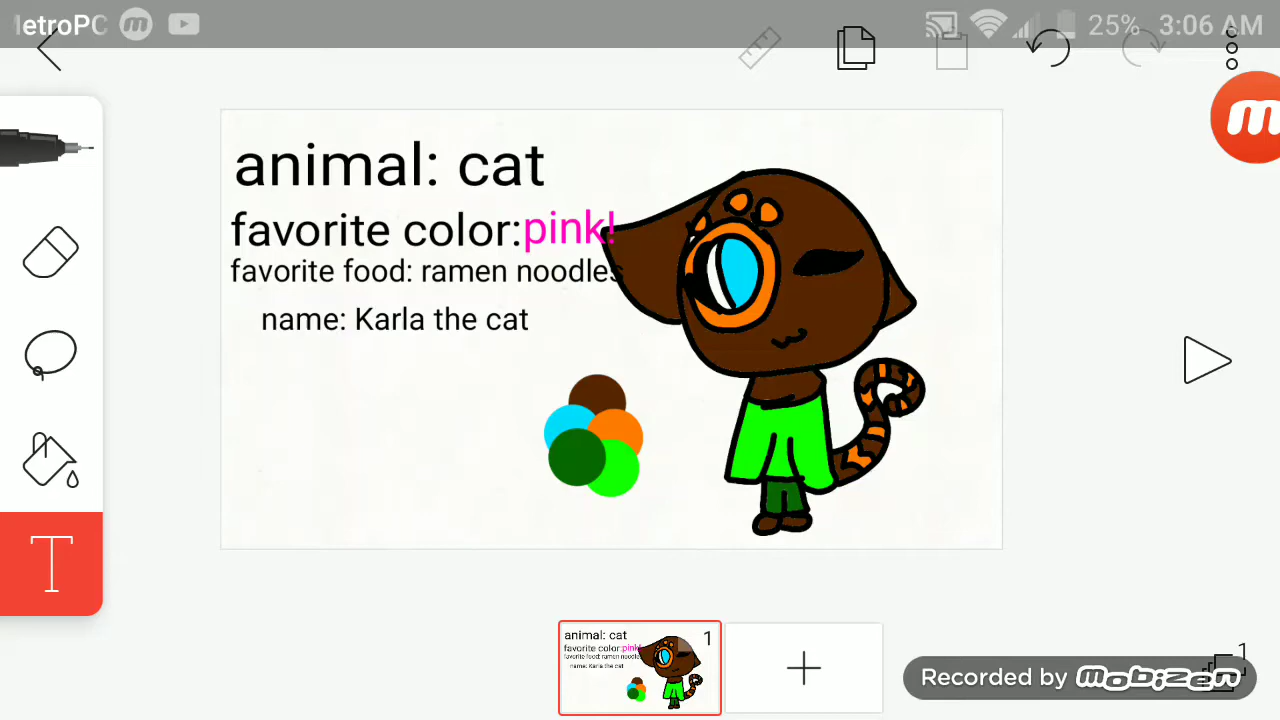 letroPC
25% 3:06 AM
animal: cat
favorite color:pink!
favorite food: ramen noodles
name: Karla the cat
T
animal: cat
1
favorite color:pink!
favorite food: ramen noodles
name: Karla the cat
1
Recorded by mobizen